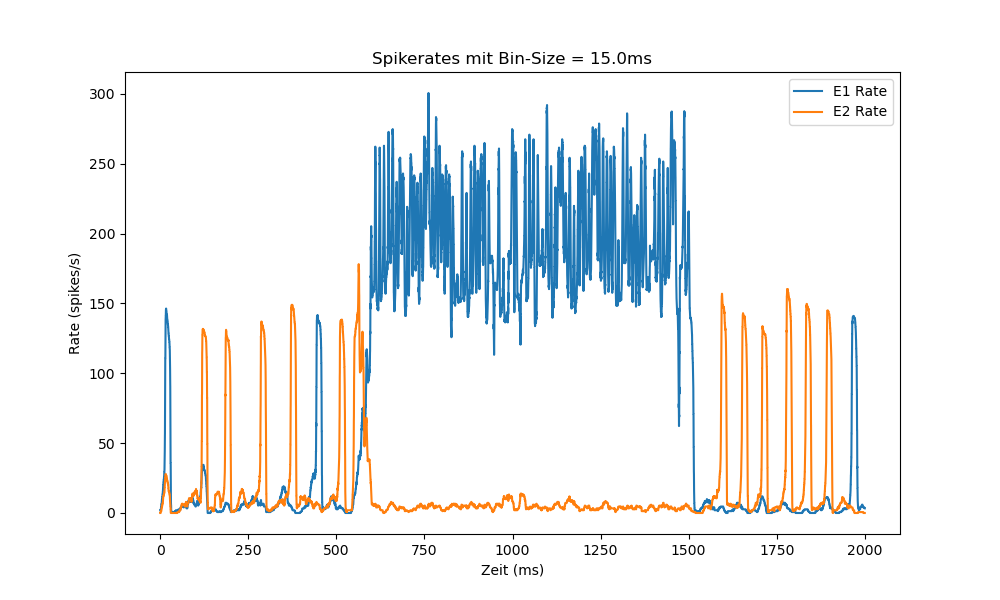 Spikerates mit Bin-Size = 15.0ms
E1 Rate
E2 Rate
Rate (spikes/s)
300
250
200
150
100
50
0
0 250 500 750 1000 1250 1500 1750 2000
Zeit (ms)